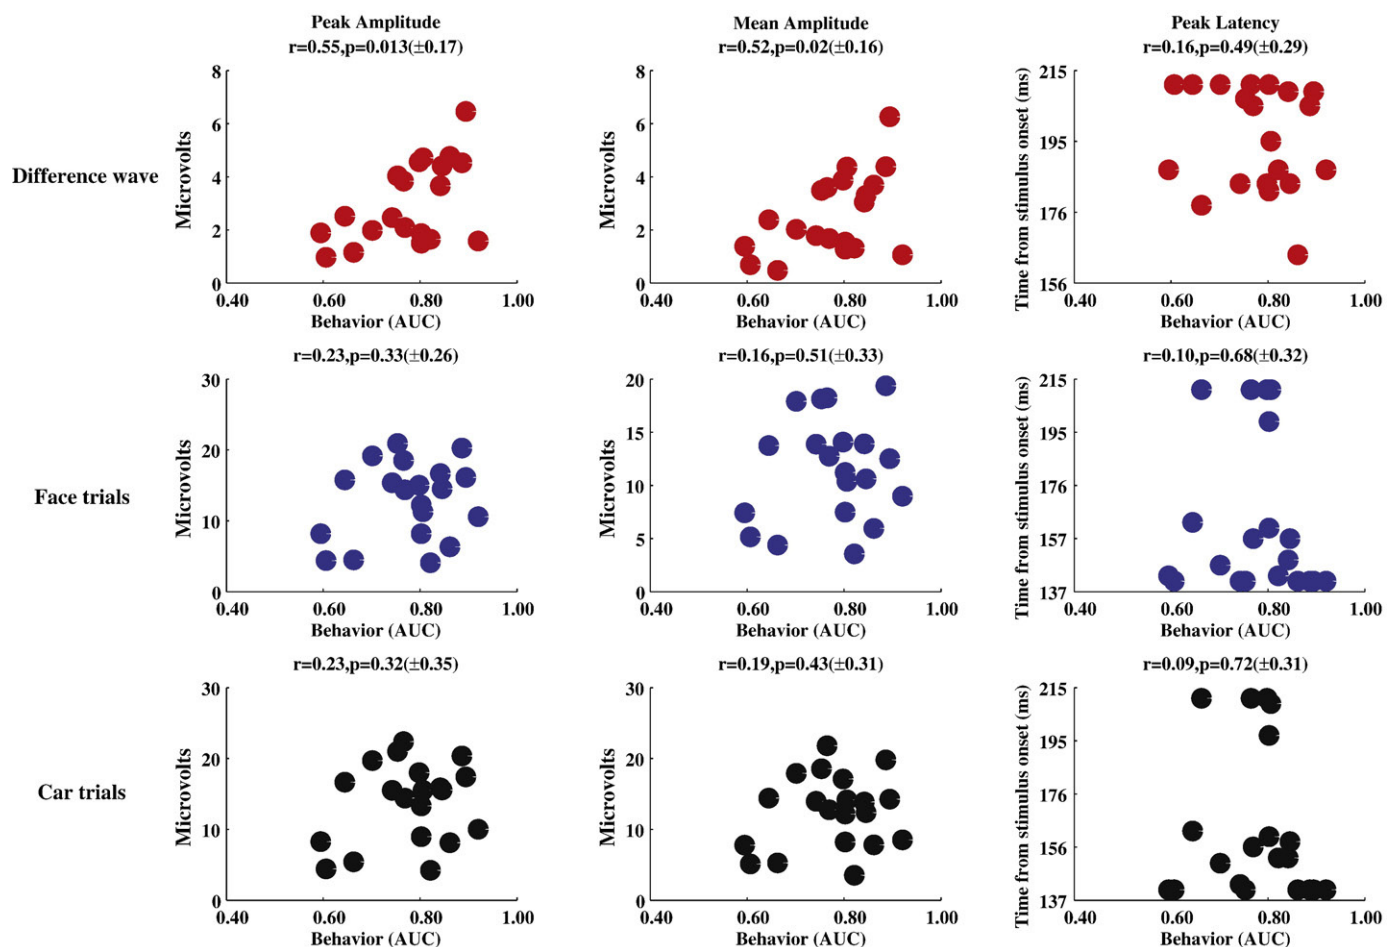 Peak Amplitude
r=0.55,p=0.013(±0.17)
Mean Amplitude
r=0.52,p=0.02(±0.16)
Peak Latency
r=0.16,p=0.49(±0.29)
Difference wave
Microvolts
8
6
4
2
0
0.40 0.60 0.80 1.00
Behavior (AUC)
Microvolts
8
6
4
2
0
0.40 0.60 0.80 1.00
Behavior (AUC)
Time from stimulus onset (ms)
215
195
176
156
0.40 0.60 0.80 1.00
Behavior (AUC)
r=0.23,p=0.33(±0.26)
r=0.16,p=0.51(±0.33)
r=0.10,p=0.68(±0.32)
Face trials
Microvolts
30
20
10
0
0.40 0.60 0.80 1.00
Behavior (AUC)
Microvolts
20
15
10
5
0
0.40 0.60 0.80 1.00
Behavior (AUC)
Time from stimulus onset (ms)
215
195
176
157
137
0.40 0.60 0.80 1.00
Behavior (AUC)
r=0.23,p=0.32(±0.35)
r=0.19,p=0.43(±0.31)
r=0.09,p=0.72(±0.31)
Car trials
Microvolts
30
20
10
0
0.40 0.60 0.80 1.00
Behavior (AUC)
Microvolts
30
20
10
0
0.40 0.60 0.80 1.00
Behavior (AUC)
Time from stimulus onset (ms)
215
195
176
156
137
0.40 0.60 0.80 1.00
Behavior (AUC)